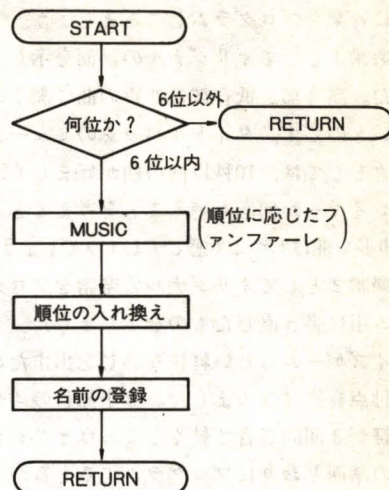 START
何位か？
6位以外
RETURN
6位以内
MUSIC
(順位に応じたフ
ァンファーレ)
順位の入れ換え
名前の登録
RETURN